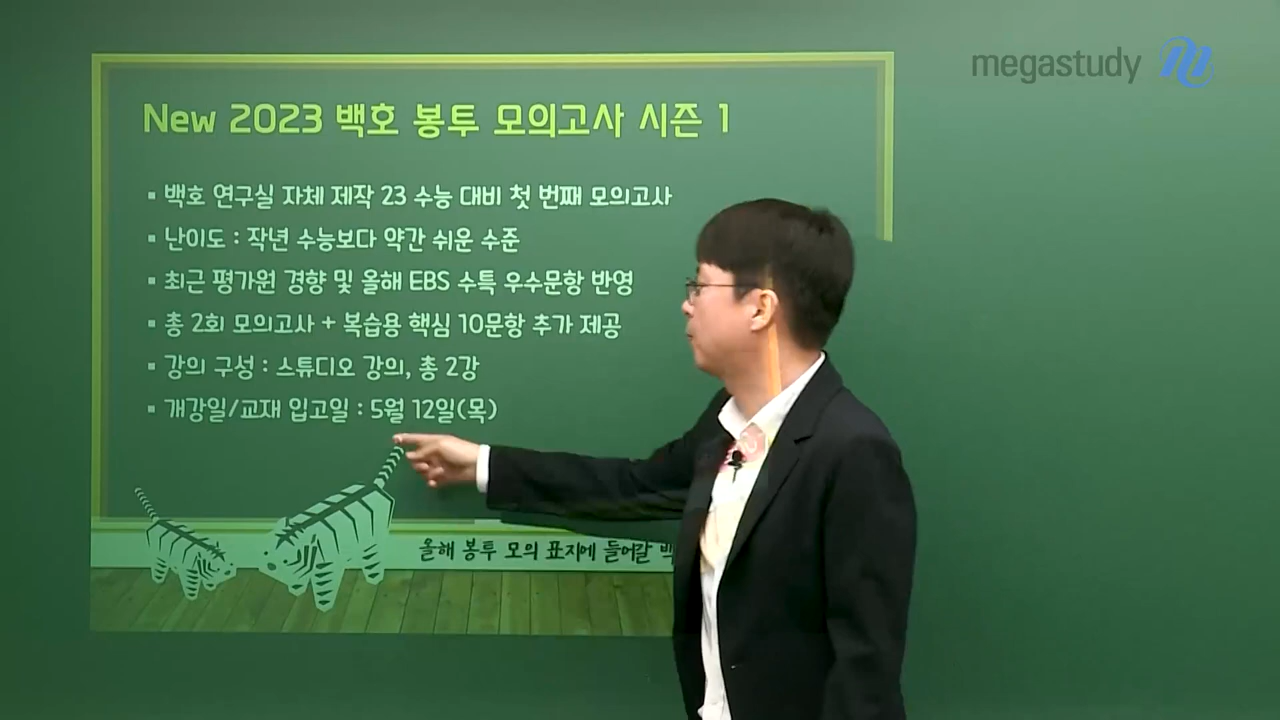 megastudy
New 2023 백호 봉투 모의고사 시즌 1
▪ 백호 연구실 자체 제작 23 수능 대비 첫 번째 모의고사
▪ 난이도 : 작년 수능보다 약간 쉬운 수준
▪ 최근 평가원 경향 및 올해 EBS 수특 우수문항 반영
▪ 총 2회 모의고사 + 복습용 핵심 10문항 추가 제공
▪ 강의 구성 : 스튜디오 강의, 총 2강
▪ 개강일/교재 입고일 : 5월 12일(목)
올해 봉투 모의 표지에 들어갈